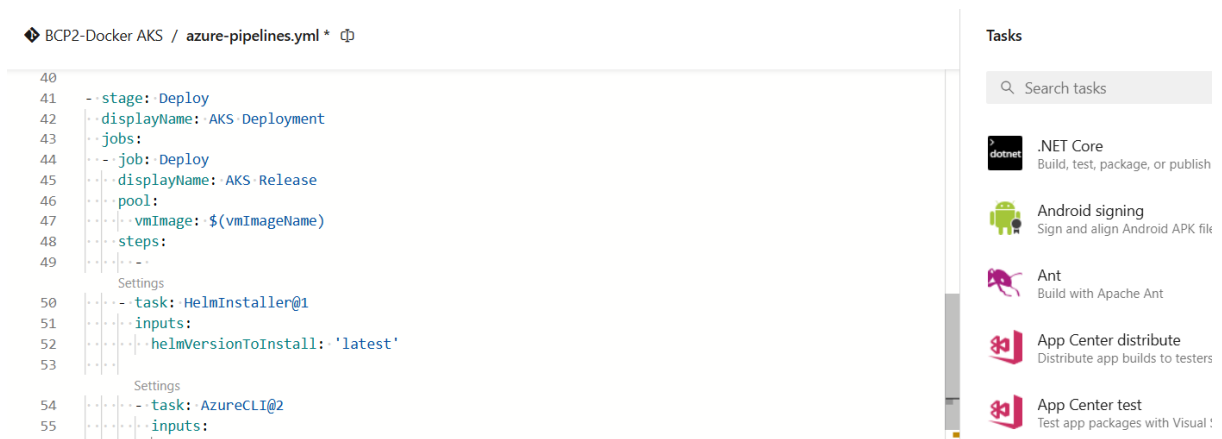 BCP2-Docker AKS / azure-pipelines.yml *
40
41 - stage: Deploy
42 displayName: AKS Deployment
43 jobs:
44 - job: Deploy
45 displayName: AKS Release
46 pool:
47 vmImage: $(vmImageName)
48 steps:
49 -
Settings
50 - task: HelmInstaller@1
51 inputs:
52 helmVersionToInstall: 'latest'
53
Settings
54 - task: AzureCLI@2
55 inputs:
Tasks
Search tasks
dotnet
.NET Core
Build, test, package, or publish
Android signing
Sign and align Android APK file
Ant
Build with Apache Ant
App Center distribute
Distribute app builds to testers
App Center test
Test app packages with Visual